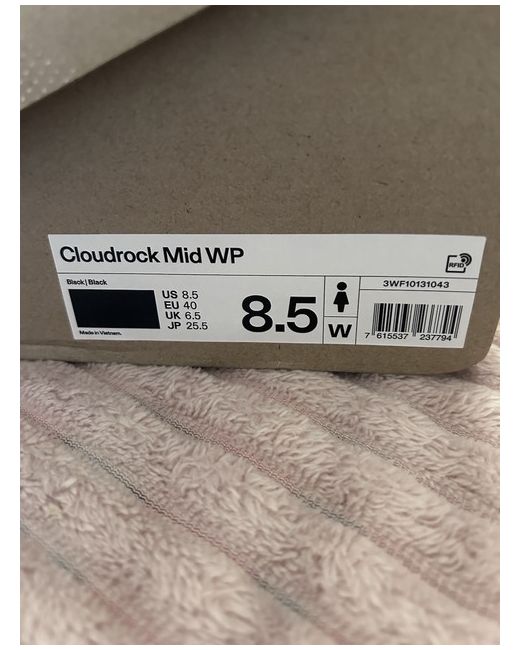 Cloudrock Mid WP
RFID
Black | Black
US 8.5
EU 40
UK 6.5
JP 25.5
Made in Vietnam.
8.5
W
3WF10131043
7 615537 237794